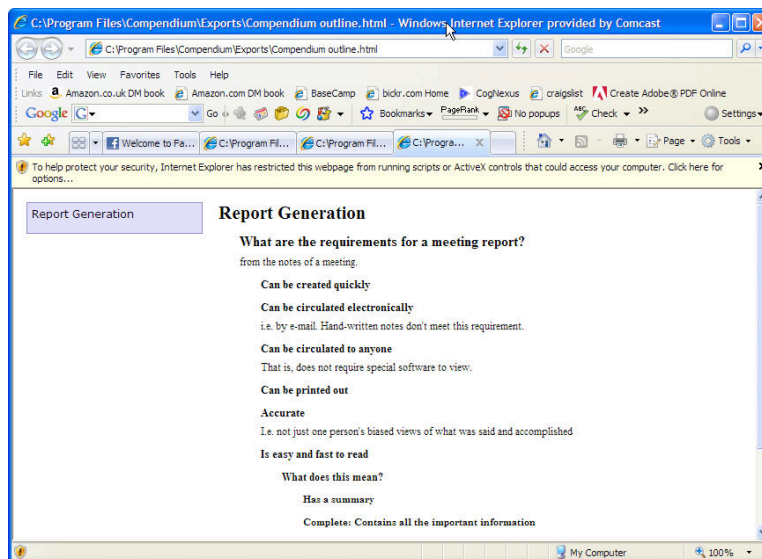 C:\Program Files\Compendium\Exports\Compendium outline.html - Windows Internet Explorer provided by Comcast
C:\Program Files\Compendium\Exports\Compendium outline.html Google
File Edit View Favorites Tools Help
Links Amazon.co.uk DM book Amazon.com DM book BaseCamp bickr.com Home CogNexus craigslist Create Adobe® PDF Online
Google G Go Bookmarks PageRank No popups ABC Check » Settings
Welcome to Fa... C:\Program Fil... C:\Program Fil... C:\Progra... X Page Tools
To help protect your security, Internet Explorer has restricted this webpage from running scripts or ActiveX controls that could access your computer. Click here for
options...
Report Generation
Report Generation
What are the requirements for a meeting report?
from the notes of a meeting.
Can be created quickly
Can be circulated electronically
i.e. by e-mail. Hand-written notes don't meet this requirement.
Can be circulated to anyone
That is, does not require special software to view.
Can be printed out
Accurate
I.e. not just one person's biased views of what was said and accomplished
Is easy and fast to read
What does this mean?
Has a summary
Complete: Contains all the important information
My Computer 100%